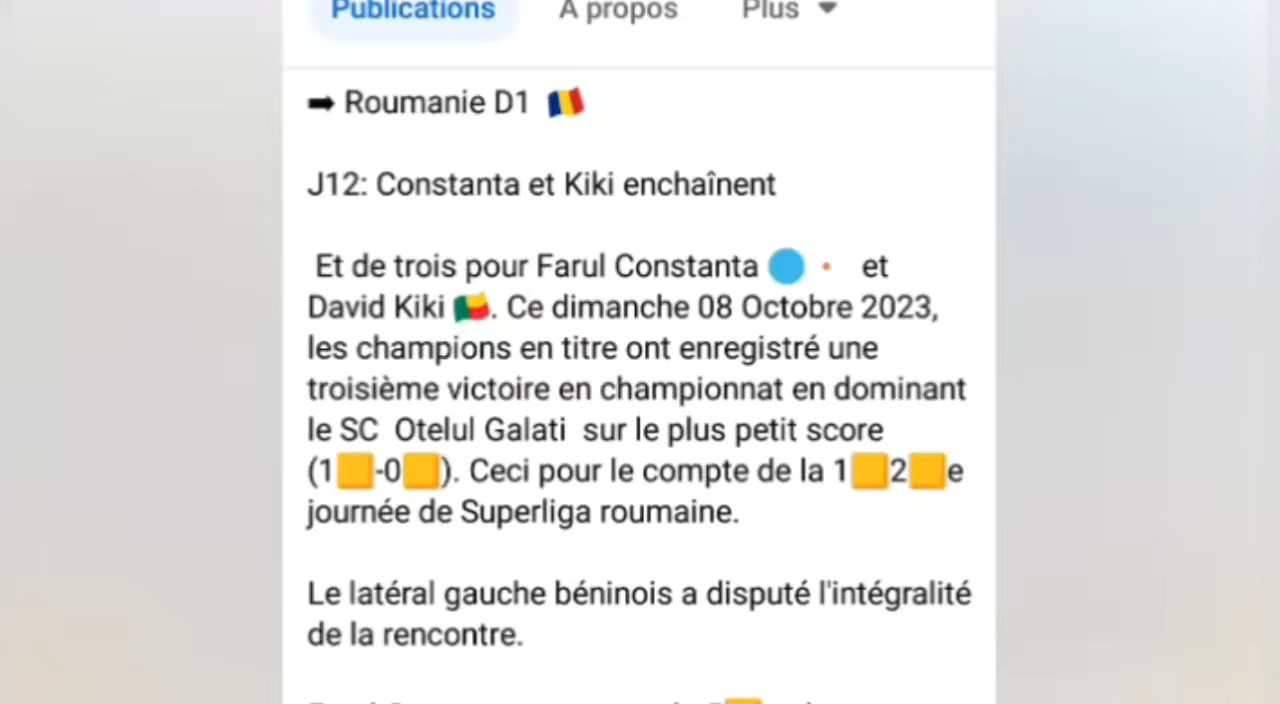 Publications À propos Plus
➡ Roumanie D1 🇷🇴
J12: Constanta et Kiki enchaînent
Et de trois pour Farul Constanta 🔵🔸 et
David Kiki 🇧🇯. Ce dimanche 08 Octobre 2023,
les champions en titre ont enregistré une
troisième victoire en championnat en dominant
le SC Otelul Galati sur le plus petit score
(1🟨-0🟨). Ceci pour le compte de la 1🟨2🟨e
journée de Superliga roumaine.
Le latéral gauche béninois a disputé l'intégralité
de la rencontre.